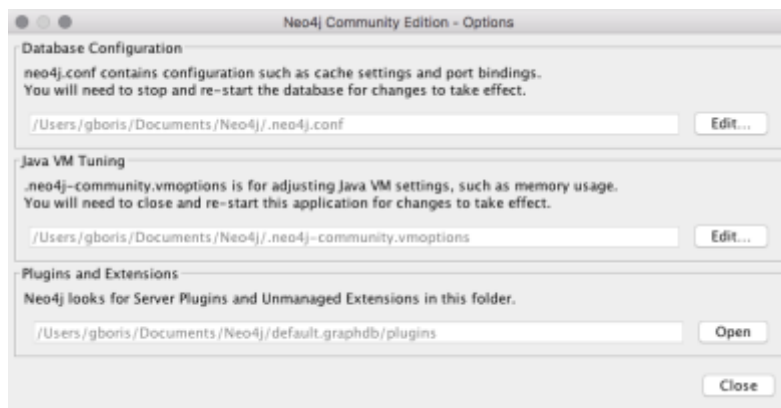 Neo4j Community Edition - Options
Database Configuration
neo4j.conf contains configuration such as cache settings and port bindings.
You will need to stop and re-start the database for changes to take effect.
/Users/gboris/Documents/Neo4j/.neo4j.conf
Edit...
Java VM Tuning
.neo4j-community.vmoptions is for adjusting Java VM settings, such as memory usage.
You will need to close and re-start this application for changes to take effect.
/Users/gboris/Documents/Neo4j/.neo4j-community.vmoptions
Edit...
Plugins and Extensions
Neo4j looks for Server Plugins and Unmanaged Extensions in this folder.
/Users/gboris/Documents/Neo4j/default.graphdb/plugins
Open
Close